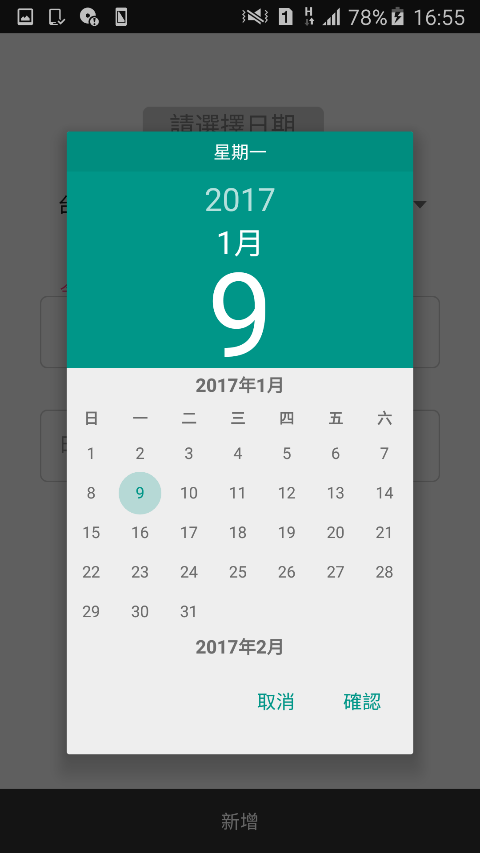 1 H 78% 16:55
請選擇日期
星期一
2017
1月
9
2017年1月
日 一 二 三 四 五 六
1 2 3 4 5 6 7
8 9 10 11 12 13 14
15 16 17 18 19 20 21
22 23 24 25 26 27 28
29 30 31
2017年2月
取消 確認
新增